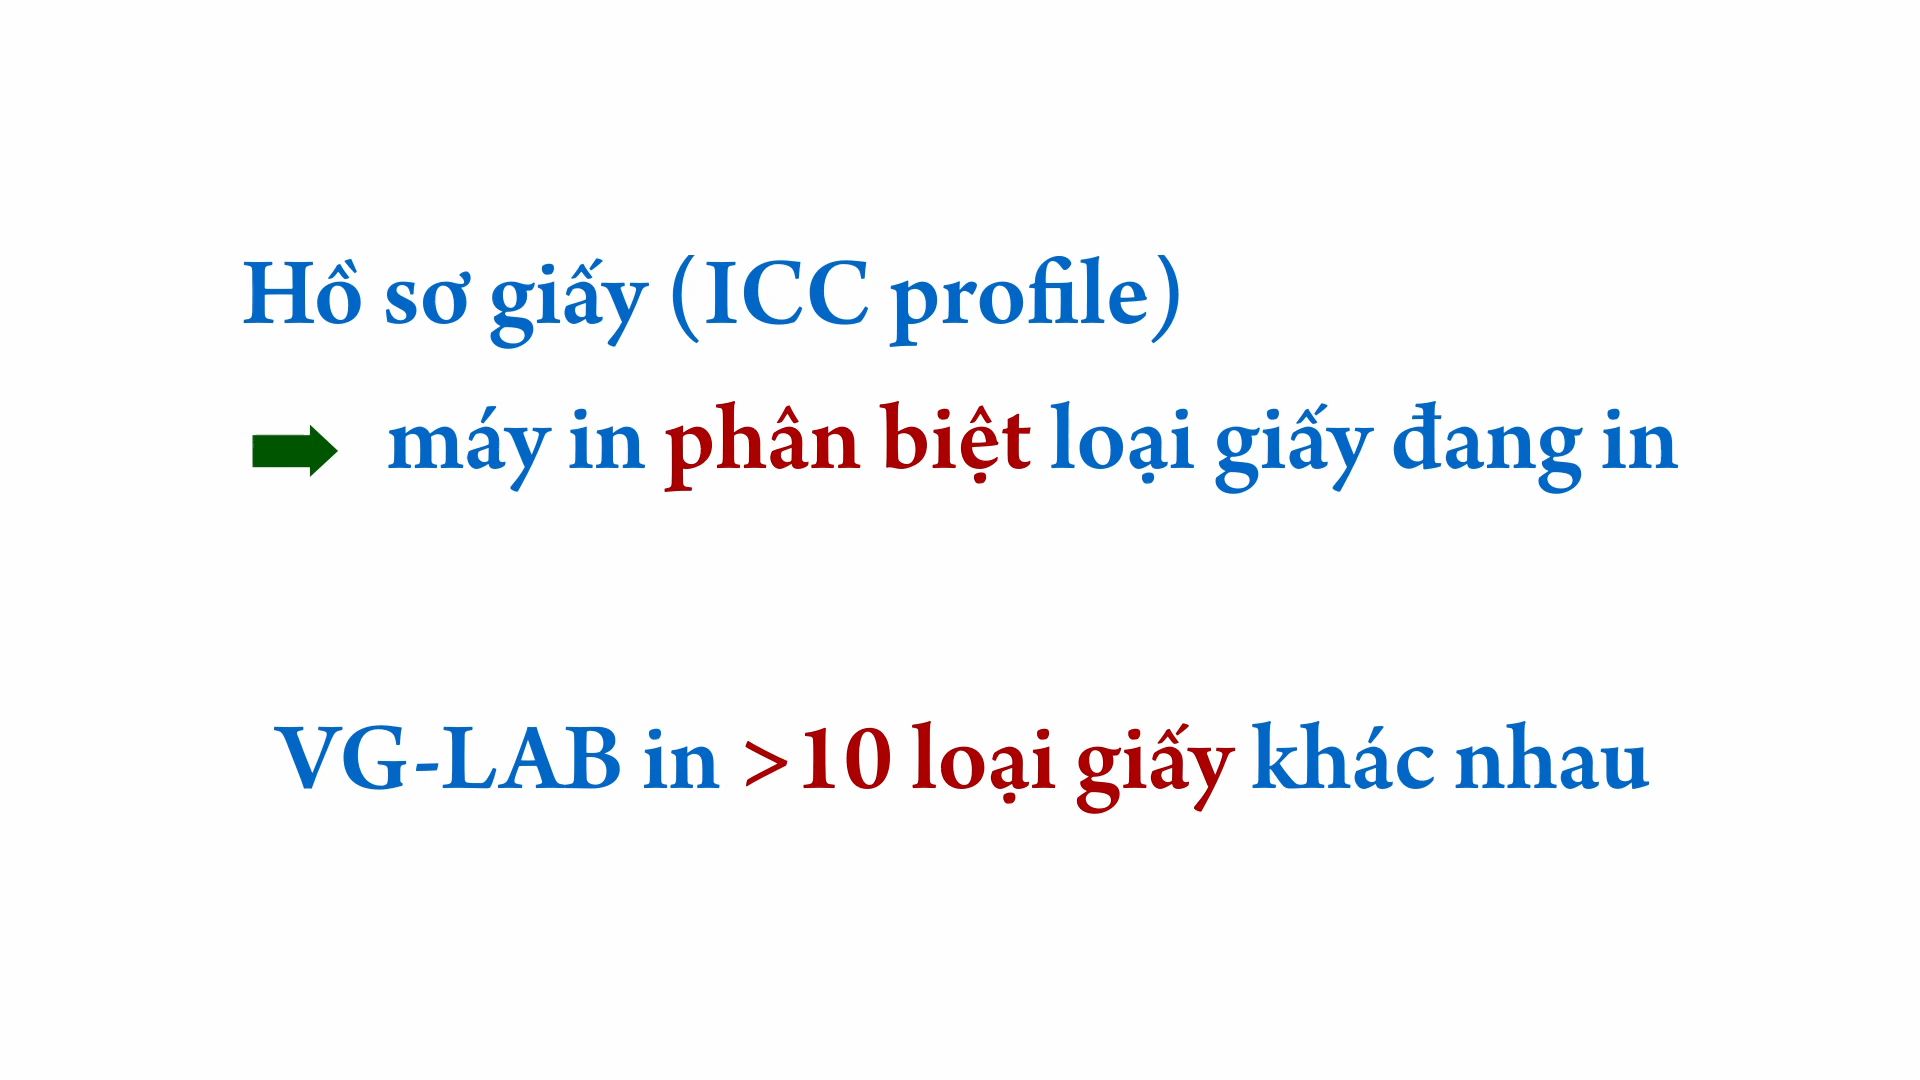 Hồ sơ giấy (ICC profile)
máy in phân biệt loại giấy đang in
VG-LAB in >10 loại giấy khác nhau